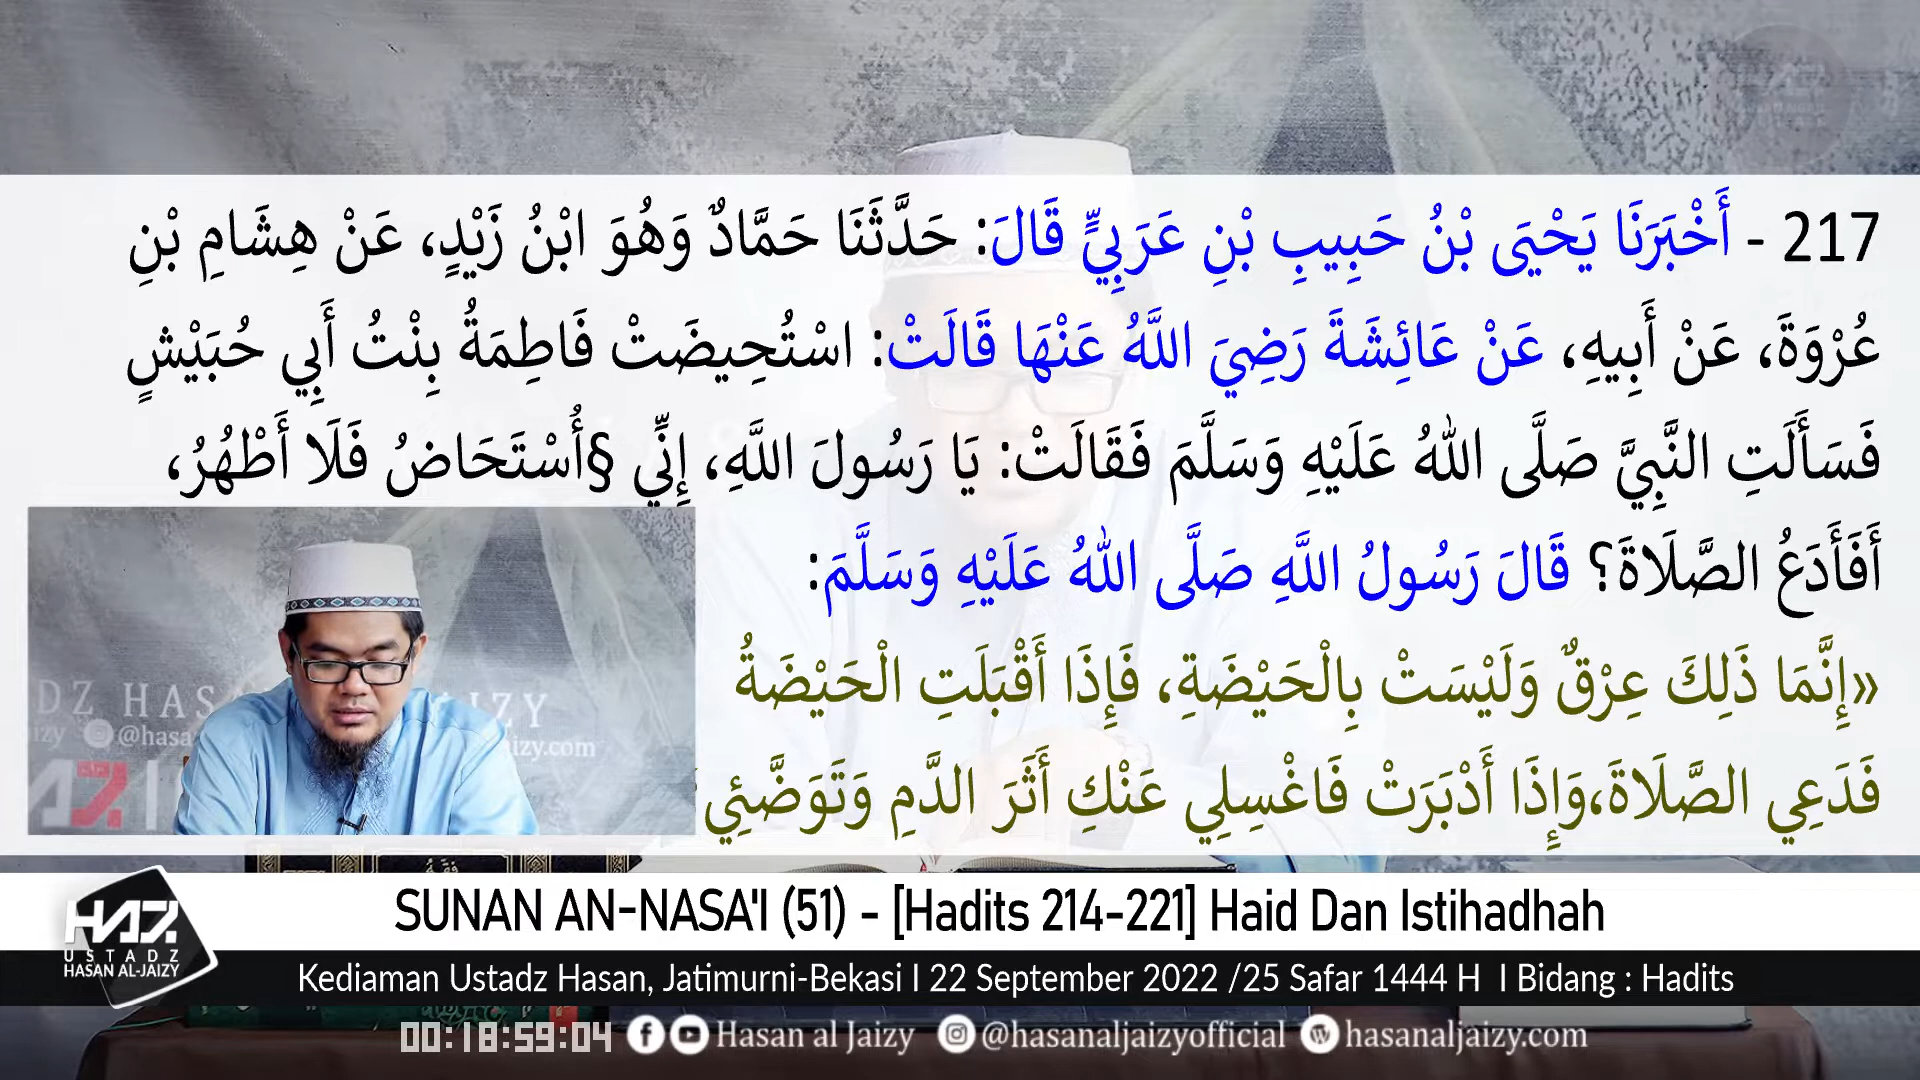 217 - أَخْبَرَنَا يَحْيَى بْنُ حَبِيبِ بْنِ عَرَبِيٍّ قَالَ: حَدَّثَنَا حَمَّادٌ وَهُوَ ابْنُ زَيْدٍ، عَنْ هِشَامِ بْنِ
عُرْوَةَ، عَنْ أَبِيهِ، عَنْ عَائِشَةَ رَضِيَ اللَّهُ عَنْهَا قَالَتْ: اسْتُحِيضَتْ فَاطِمَةُ بِنْتُ أَبِي حُبَيْشٍ
فَسَأَلَتِ النَّبِيَّ صَلَّى اللهُ عَلَيْهِ وَسَلَّمَ فَقَالَتْ: يَا رَسُولَ اللَّهِ، إِنِّي §أُسْتَحَاضُ فَلَا أَطْهُرُ،
أَفَأَدَعُ الصَّلَاةَ؟ قَالَ رَسُولُ اللَّهِ صَلَّى اللهُ عَلَيْهِ وَسَلَّمَ:
«إِنَّمَا ذَلِكَ عِرْقٌ وَلَيْسَتْ بِالْحَيْضَةِ، فَإِذَا أَقْبَلَتِ الْحَيْضَةُ
فَدَعِي الصَّلَاةَ،وَإِذَا أَدْبَرَتْ فَاغْسِلِي عَنْكِ أَثَرَ الدَّمِ وَتَوَضَّئِي
HAZ
USTADZ
HASAN AL-JAIZY
SUNAN AN-NASA'I (51) - [Hadits 214-221] Haid Dan Istihadhah
Kediaman Ustadz Hasan, Jatimurni-Bekasi I 22 September 2022 /25 Safar 1444 H I Bidang : Hadits
00:18:59:04 Hasan al Jaizy @hasanaljaizyofficial hasanaljaizy.com